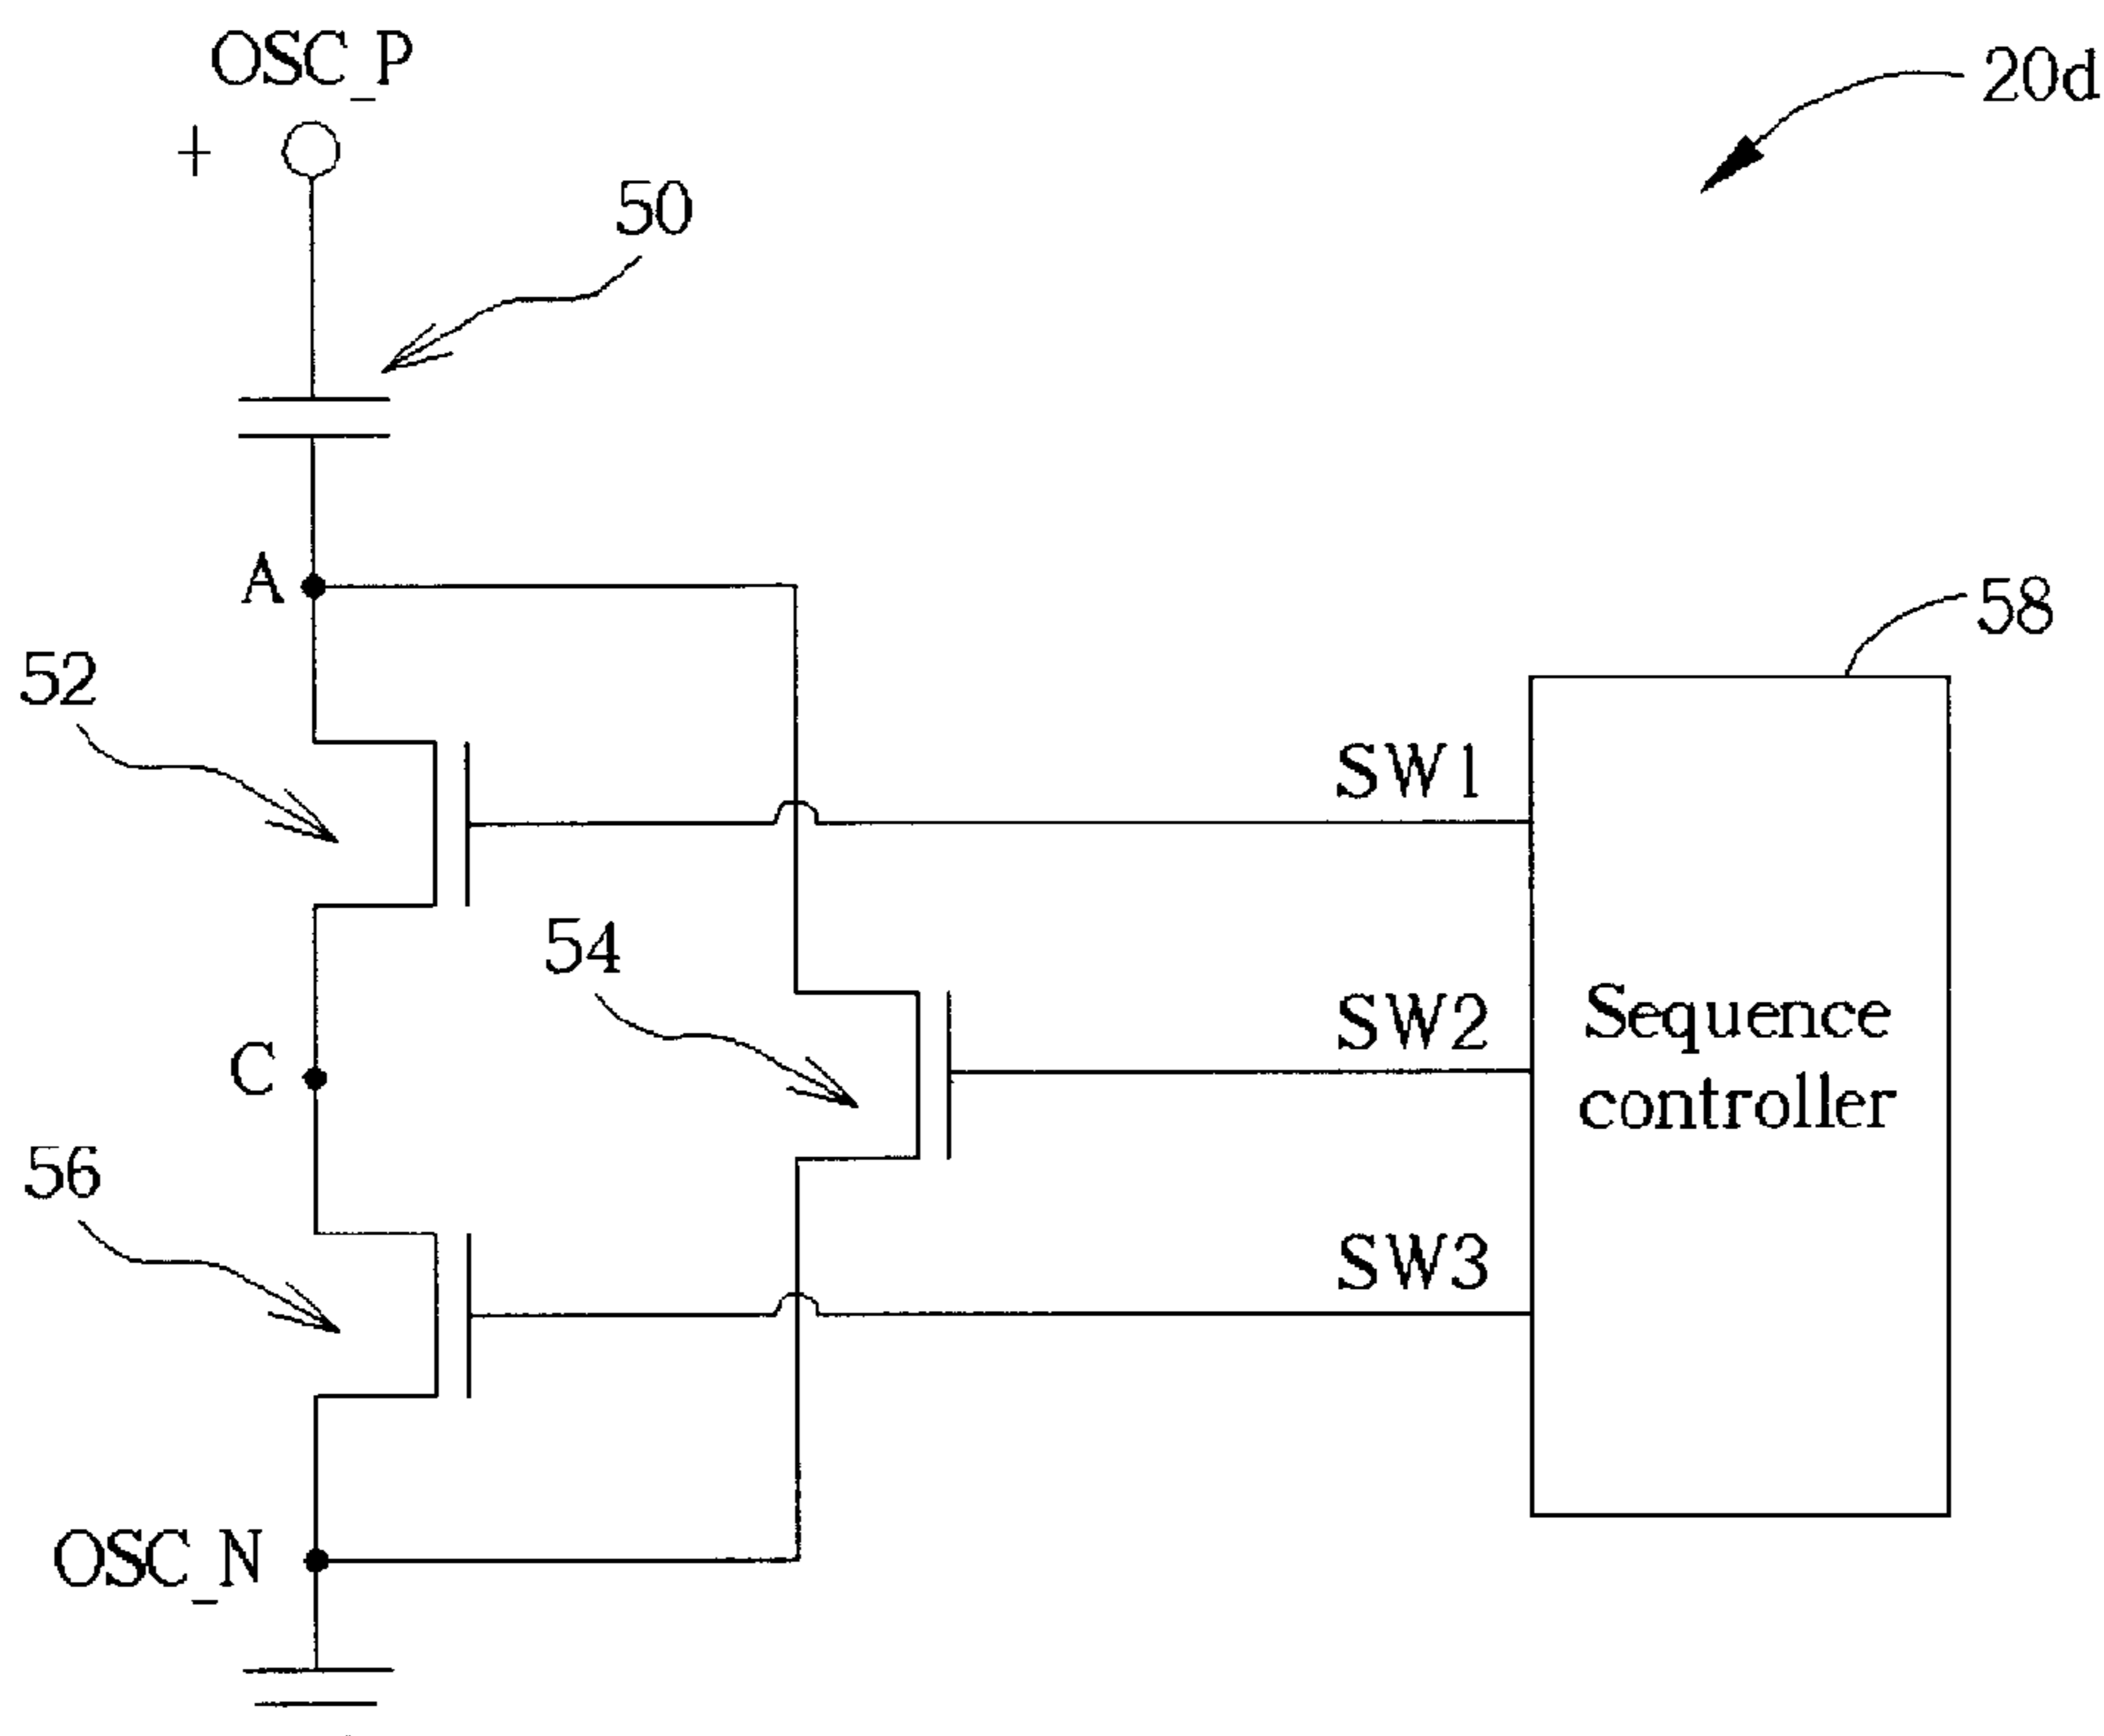 OSC_P
20d
+
50
A
58
52
SW1
54
SW2
Sequence
controller
C
56
SW3
OSC_N